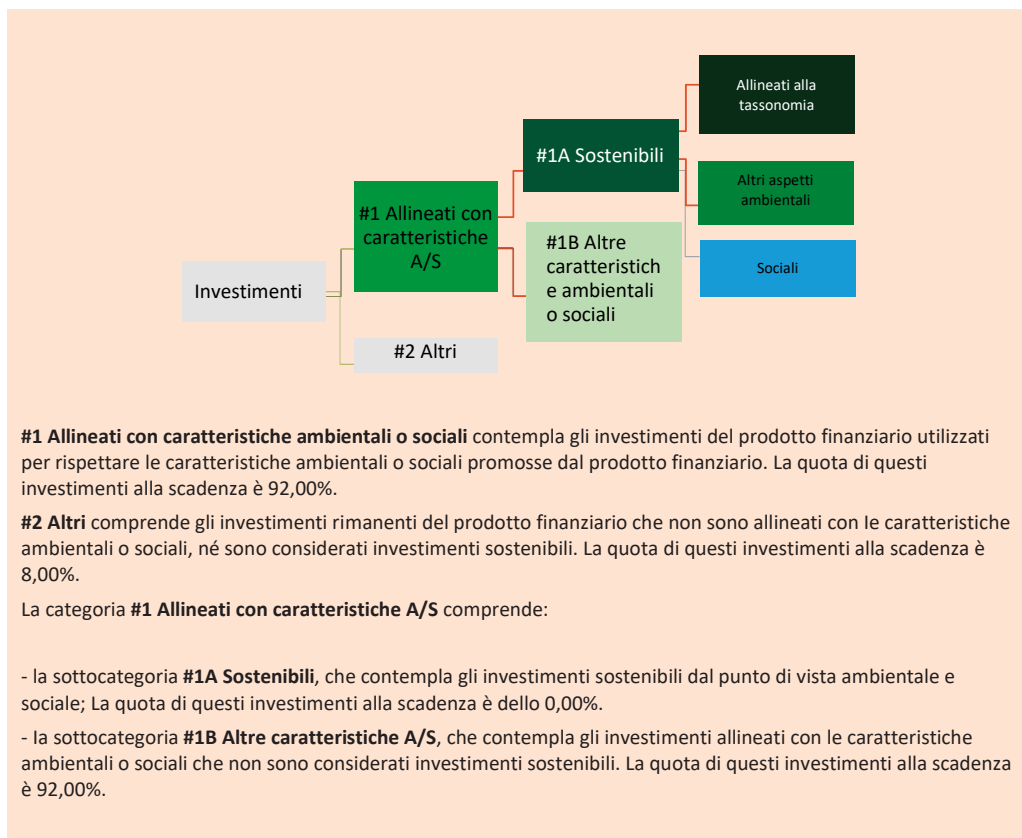 Allineati alla
tassonomia
#1A Sostenibili
Altri aspetti
ambientali
#1 Allineati con
caratteristiche
A/S
#1B Altre
caratteristich
e ambientali
o sociali
Sociali
Investimenti
#2 Altri
#1 Allineati con caratteristiche ambientali o sociali contempla gli investimenti del prodotto finanziario utilizzati
per rispettare le caratteristiche ambientali o sociali promosse dal prodotto finanziario. La quota di questi
investimenti alla scadenza è 92,00%.
#2 Altri comprende gli investimenti rimanenti del prodotto finanziario che non sono allineati con Ie caratteristiche
ambientali o sociali, né sono considerati investimenti sostenibili. La quota di questi investimenti alla scadenza è
8,00%.
La categoria #1 Allineati con caratteristiche A/S comprende:
- la sottocategoria #1A Sostenibili, che contempla gli investimenti sostenibili dal punto di vista ambientale e
sociale; La quota di questi investimenti alla scadenza è dello 0,00%.
- Ia sottocategoria #1B Altre caratteristiche A/S, che contempla gli investimenti allineati con le caratteristiche
ambientali o sociali che non sono considerati investimenti sostenibili. La quota di questi investimenti alla scadenza
è 92,00%.